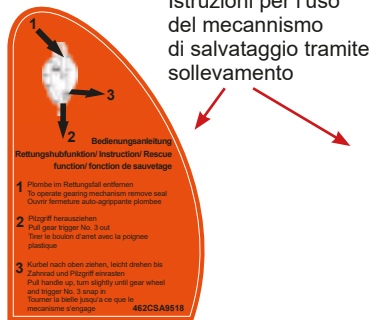 Istruzioni per l'uso
del mecannismo
di salvataggio tramite
sollevamento
1
3
2
Bedienungsanleitung
Rettungshubfunktion/ Instruction/ Rescue
function/ fonction de sauvetage
1 Plombe im Rettungsfall entfernen
To operate gearing mechanism remove seal
Ouvrir fermeture auto-agrippante plombee
2 Pilzgriff herausziehen
Pull gear trigger No. 3 out
Tirer le boulon d'arret avec la poignee
plastique
3 Kurbel nach oben ziehen, leicht drehen bis
Zahnrad und Pilzgriff einrasten
Pull handle up, turn slightly until gear wheel
and trigger No. 3 snap in
Tourner la bielle jusqu'a ce que le
mecanisme s'engage 462CSA9518